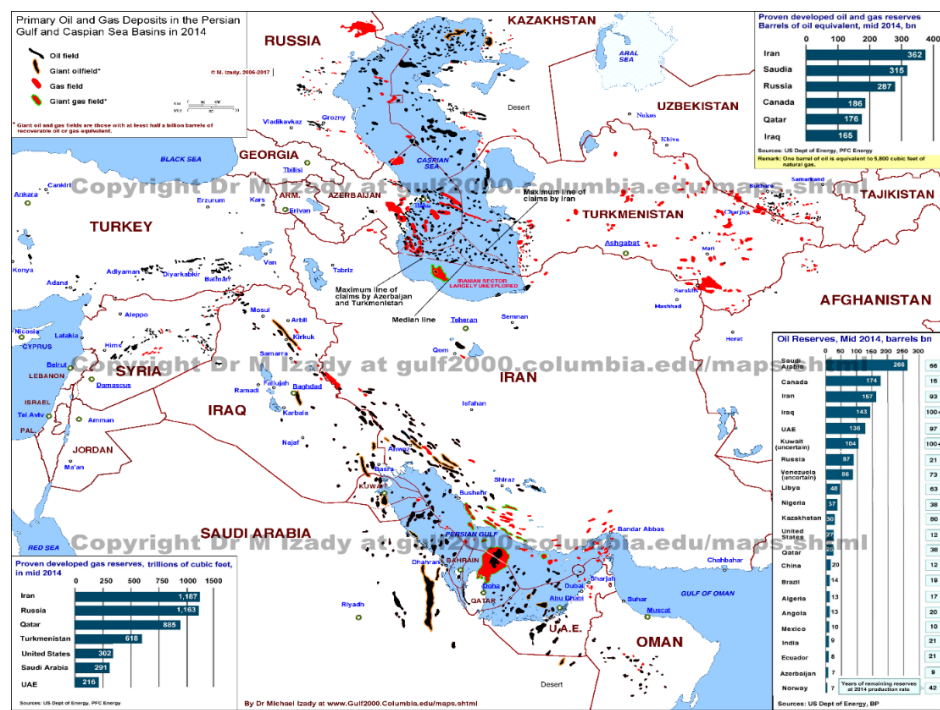 Primary Oil and Gas Deposits in the Persian
Gulf and Caspian Sea Basins in 2014
Oil field
Giant oilfield*
Gas field
Giant gas field*
© M. Izady, 2006-2017
* Giant oil and gas fields are those with at least half a billion barrels of
recoverable oil or gas equivalent.
Proven developed oil and gas reserves
Barrels of oil equivalent, mid 2014, bn
0 100 200 300 400
Iran 362
Saudia 315
Russia 287
Canada 186
Qatar 176
Iraq 165
Sources: US Dept of Energy, PFC Energy
Remark: One barrel of oil is equivalent to 5,800 cubic feet of
natural gas.
RUSSIA
KAZAKHSTAN
ARAL
SEA
Desert
UZBEKISTAN
Nukus
Khiva
Vladikavkaz
Grozny
BLACK SEA
GEORGIA
Tbilisi
CASPIAN
SEA
Copyright Dr M Izady at gulf2000.columbia.edu/maps.shtml
Samarkand
Bukhara
TAJIKISTAN
Ankara
Cankiri
Erzurum
Kars
ARM.
Erivan
AZERBAIJAN
Baku
Maximum line of
claims by Iran
TURKMENISTAN
Charjuy
TURKEY
Ashgabat
Mari
Konya
Adana
Adiyaman
Diyarkabkir
Batman
Van
Tabriz
IRANIAN SECTOR
LARGELY UNEXPLORED
Maximum line of
claims by Azerbaijan
and Turkmenistan
Median line
Sarakhs
Mashhad
AFGHANISTAN
Herat
Aleppo
Mosul
Arbil
Kirkuk
Teheran
Semnan
Nicosia
CYPRUS
Latakia
Hims
Samarra
Qom
Copyright Dr M Izady at gulf2000.columbia.edu/maps.shtml
Beirut
LEBANON
SYRIA
Damascus
Ramadi
Fallujah
Baghdad
IRAN
ISRAEL
Tel Aviv
PAL.
Amman
IRAQ
Karbala
Isfahan
JORDAN
Najaf
Ma'an
Ahwaz
Basra
KUWAIT
Shiraz
Bushehr
SAUDI ARABIA
PERSIAN GULF
Bandar Abbas
RED SEA
Copyright Dr M Izady at gulf2000.columbia.edu/maps.shtml
Dhahran
BAHRAIN
Doha
QATAR
Dubai
Sharjah
Chahbahar
Abu Dhabi
Buhar
GULF OF OMAN
Riyadh
Muscat
U.A.E.
OMAN
Desert
Oil Reserves, Mid 2014, barrels bn
0 50 100 150 200 250 300
Saudi
Arabia 266 66
Canada 174 15
Iran 157 93
Iraq 143 100+
UAE 136 97
Kuwait
(uncertain) 104 100+
Russia 87 21
Venezuela
(uncertain) 86 73
Libya 48 63
Nigeria 37 38
Kazakhstan 30 80
United
States 27 12
Qatar 38
China 20 12
Brazil 14 19
Algeria 13 17
Angola 13 20
Mexico 10 10
India 9 21
Ecuador 8 21
Azerbaijan 7 9
Norway 7 42
Years of remaining reserves
at 2014 production rate
Sources: US Dept of Energy, BP
Proven developed gas reserves, trillions of cubic feet,
in mid 2014
0 500 1000 1500
Iran 1,187
Russia 1,163
Qatar 885
Turkmenistan 618
United States 302
Saudi Arabia 291
UAE 215
Sources: US Dept of Energy, PFC Energy
By Dr Michael Izady at www.Gulf2000.Columbia.edu/maps.shtml